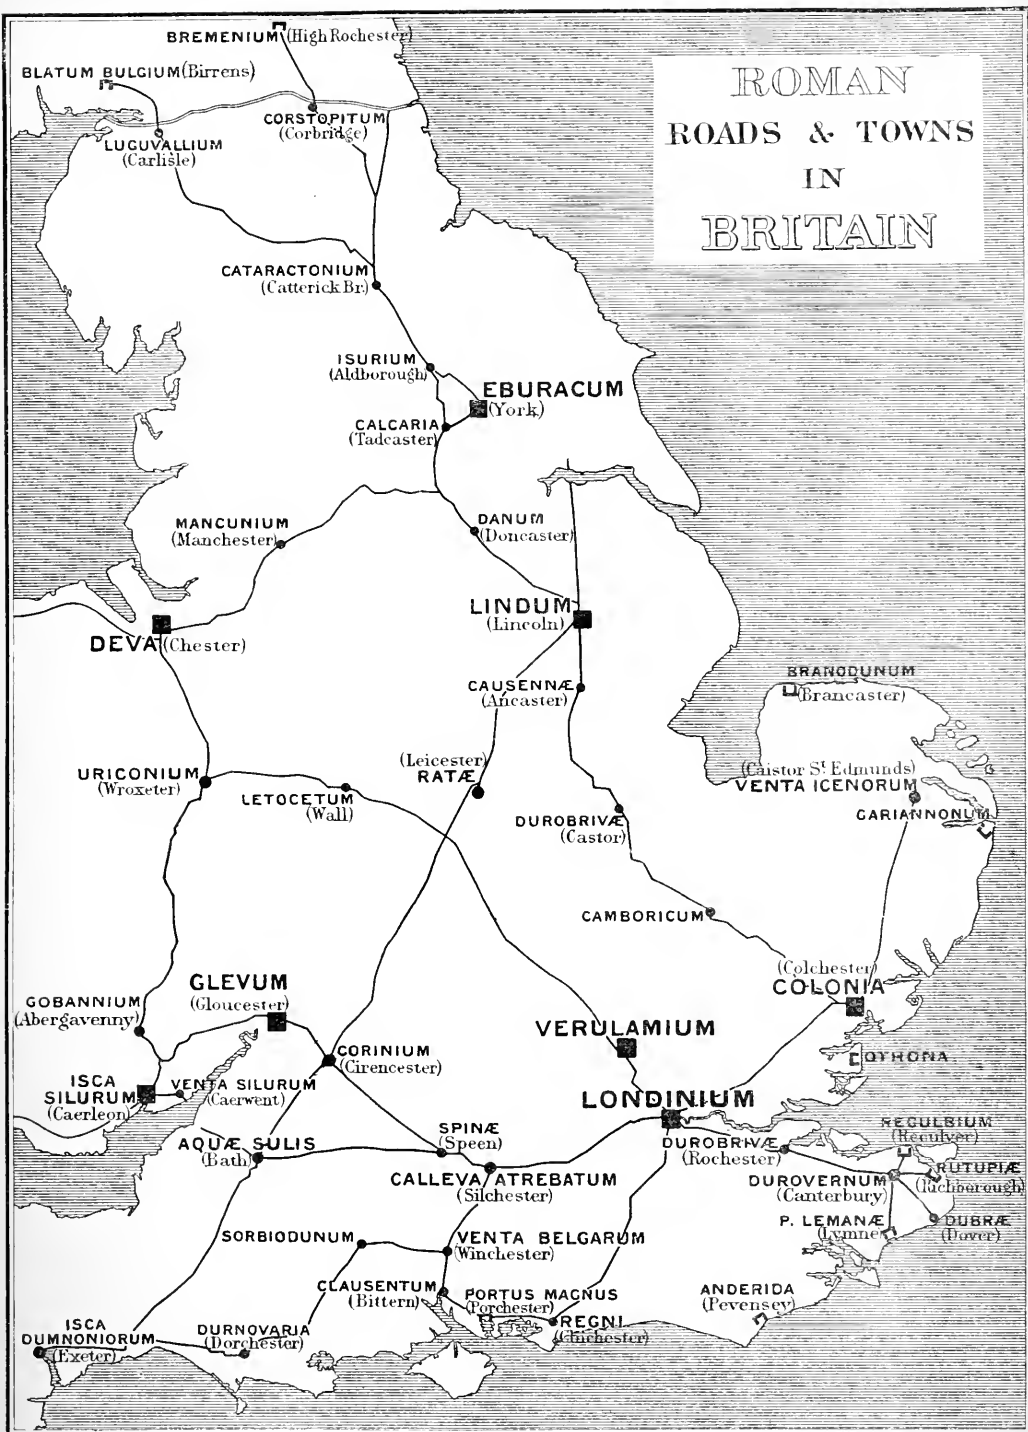 ROMAN
ROADS & TOWNS
IN
BRITAIN
BREMENIUM (High Rochester)
BLATUM BULGIUM (Birrens)
CORSTOPITUM
(Corbridge)
LUGUVALLIUM
(Carlisle)
CATARACTONIUM
(Catterick Br.)
ISURIUM
(Aldborough)
EBURACUM
(York)
CALCARIA
(Tadcaster)
MANCUNIUM
(Manchester)
DANUM
(Doncaster)
LINDUM
(Lincoln)
DEVA (Chester)
CAUSENNÆ
(Ancaster)
BRANODUNUM
(Brancaster)
URICONIUM
(Wroxeter)
LETOCETUM
(Wall)
(Leicester)
RATÆ
(Caistor St. Edmunds)
VENTA ICENORUM
GARIANNONUM
DUROBRIVÆ
(Castor)
CAMBORICUM
(Colchester)
COLONIA
GLEVUM
(Gloucester)
GOBANNIUM
(Abergavenny)
VERULAMIUM
CORINIUM
(Cirencester)
OTHONA
ISCA
SILURUM
(Caerleon)
VENTA SILURUM
(Caerwent)
LONDINIUM
AQUÆ SULIS
(Bath)
SPINÆ
(Speen)
DUROBRIVÆ
(Rochester)
RECULBIUM
(Reculver)
CALLEVA ATREBATUM
(Silchester)
DUROVERNUM
(Canterbury)
RUTUPIÆ
(Richborough)
P. LEMANÆ
(Lymne)
DUBRÆ
(Dover)
SORBIODUNUM
VENTA BELGARUM
(Winchester)
CLAUSENTUM
(Bittern)
PORTUS MAGNUS
(Porchester)
ANDERIDA
(Pevensey)
REGNI
(Chichester)
ISCA
DUMNONIORUM
(Exeter)
DURNOVARIA
(Dorchester)